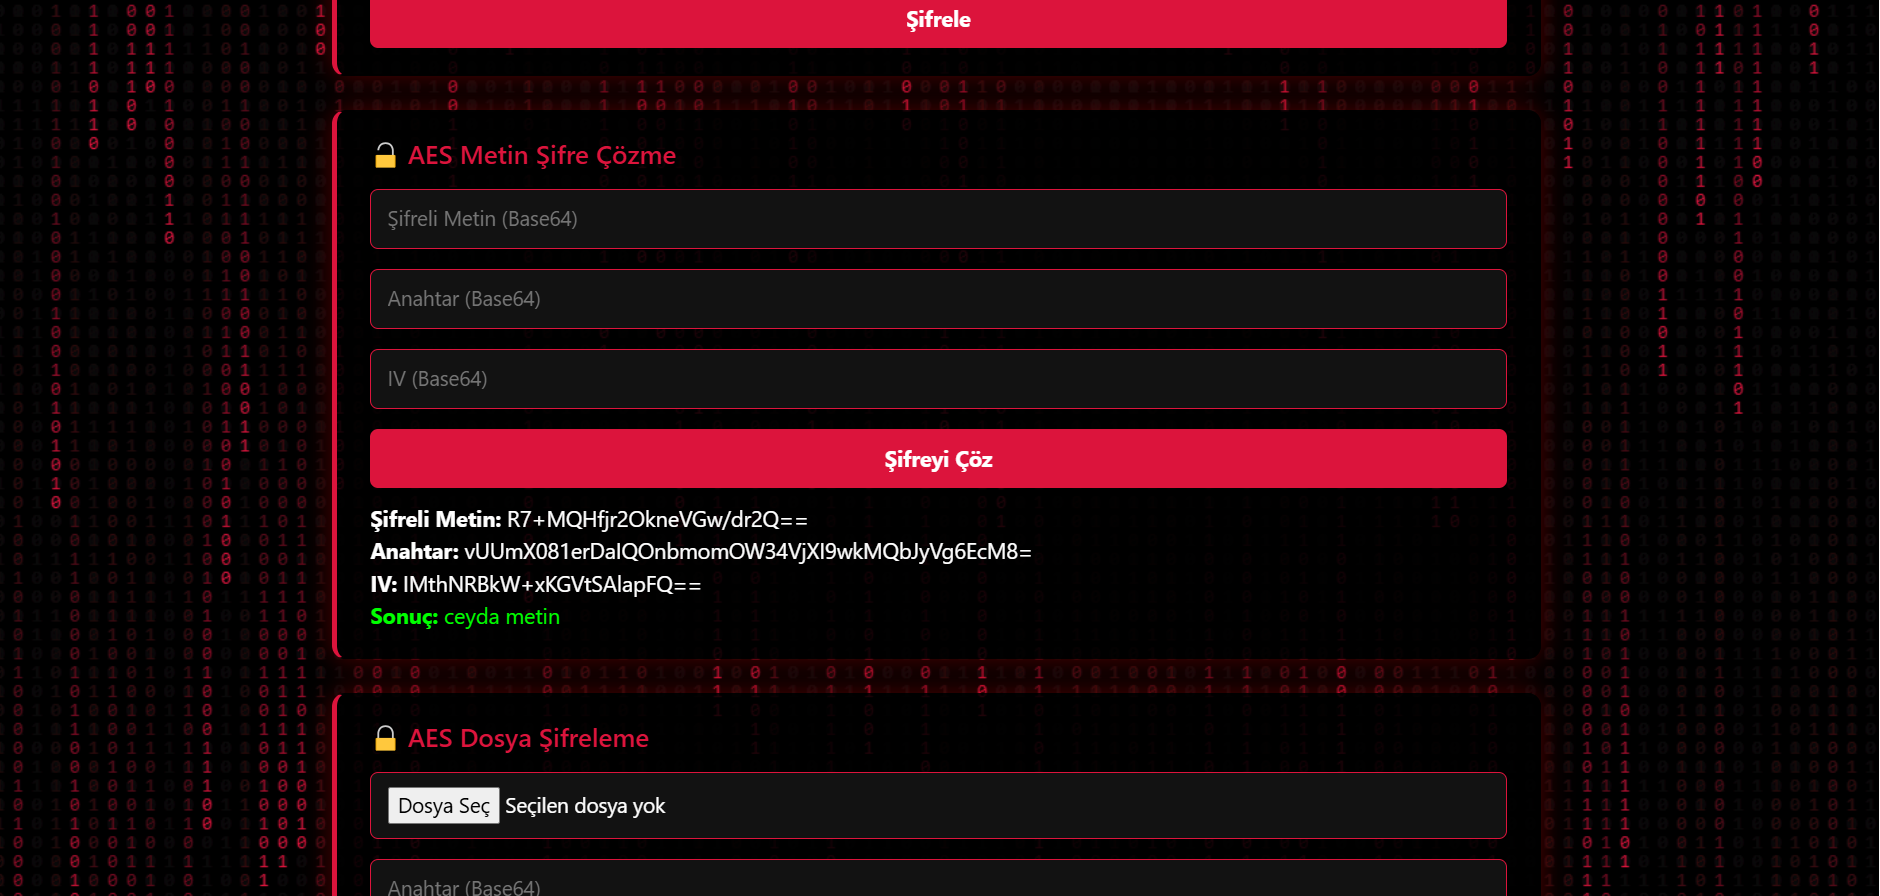 Şifrele
AES Metin Şifre Çözme
Şifreli Metin (Base64)
Anahtar (Base64)
IV (Base64)
Şifreyi Çöz
Şifreli Metin: R7+MQHfjr2OkneVGw/dr2Q==
Anahtar: vUUmX081erDaIQOnbmomOW34VjXI9wkMQbJyVg6EcM8=
IV: IMthNRBkW+xKGVtSAlapFQ==
Sonuç: ceyda metin
AES Dosya Şifreleme
Dosya Seç Seçilen dosya yok
Anahtar (Base64)